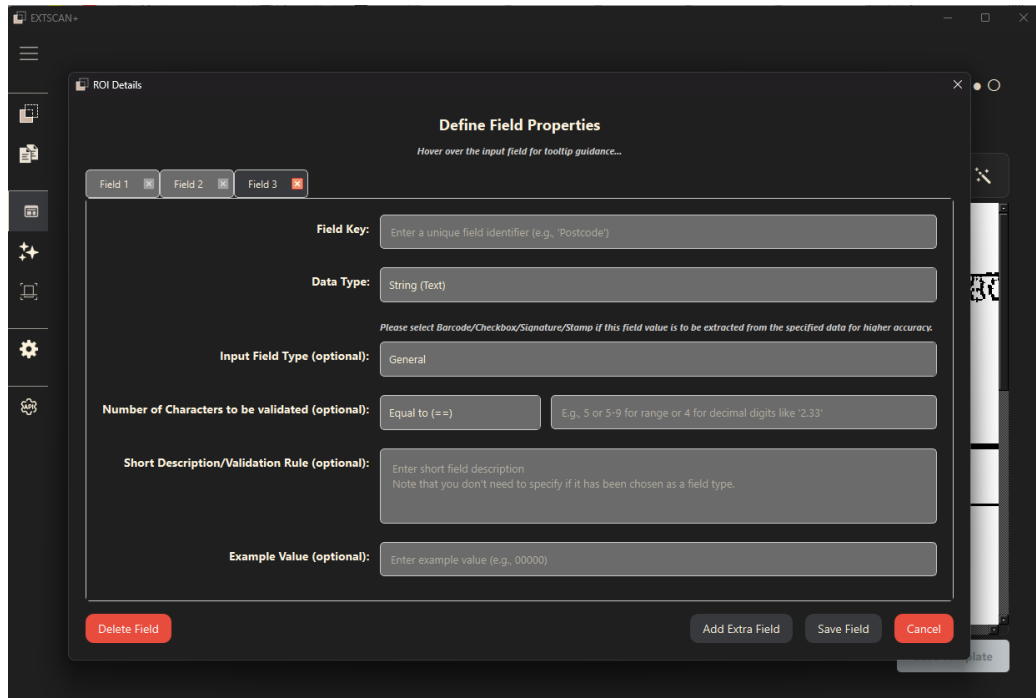 EXTSCAN+
ROI Details
Define Field Properties
Hover over the input field for tooltip guidance...
Field 1
Field 2
Field 3
Field Key:
Enter a unique field identifier (e.g., 'Postcode')
Data Type:
String (Text)
Please select Barcode/Checkbox/Signature/Stamp if this field value is to be extracted from the specified data for higher accuracy.
Input Field Type (optional):
General
Number of Characters to be validated (optional):
Equal to (==)
E.g., 5 or 5-9 for range or 4 for decimal digits like '2.33'
Short Description/Validation Rule (optional):
Enter short field description
Note that you don't need to specify if it has been chosen as a field type.
Example Value (optional):
Enter example value (e.g., 00000)
Delete Field
Add Extra Field
Save Field
Cancel
API